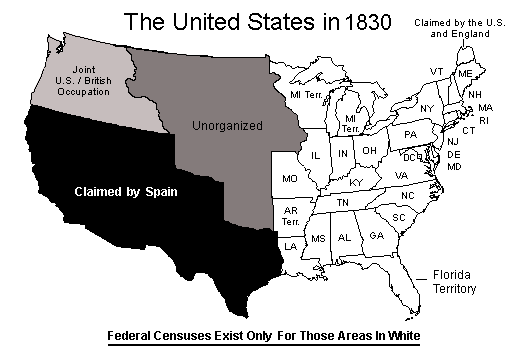 The United States in 1830
Claimed by the U.S.
and England
Joint
U.S. / British
Occupation
Unorganized
Claimed by Spain
MI Terr.
MI
Terr.
VT
ME
NH
MA
RI
CT
NY
PA
NJ
DE
MD
DC
IL
IN
OH
VA
MO
KY
NC
TN
SC
AR
Terr.
LA
MS
AL
GA
Florida
Territory
Federal Censuses Exist Only For Those Areas In White